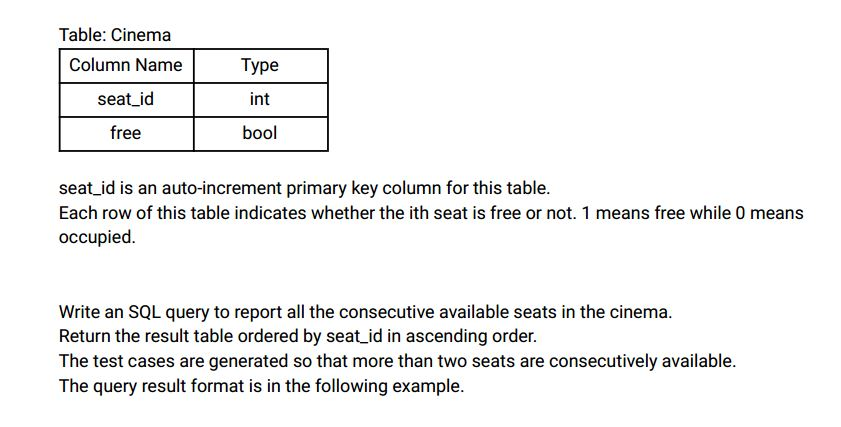 Table: Cinema
Column Name Type
seat_id int
free bool
seat_id is an auto-increment primary key column for this table.
Each row of this table indicates whether the ith seat is free or not. 1 means free while 0 means
occupied.
Write an SQL query to report all the consecutive available seats in the cinema.
Return the result table ordered by seat_id in ascending order.
The test cases are generated so that more than two seats are consecutively available.
The query result format is in the following example.